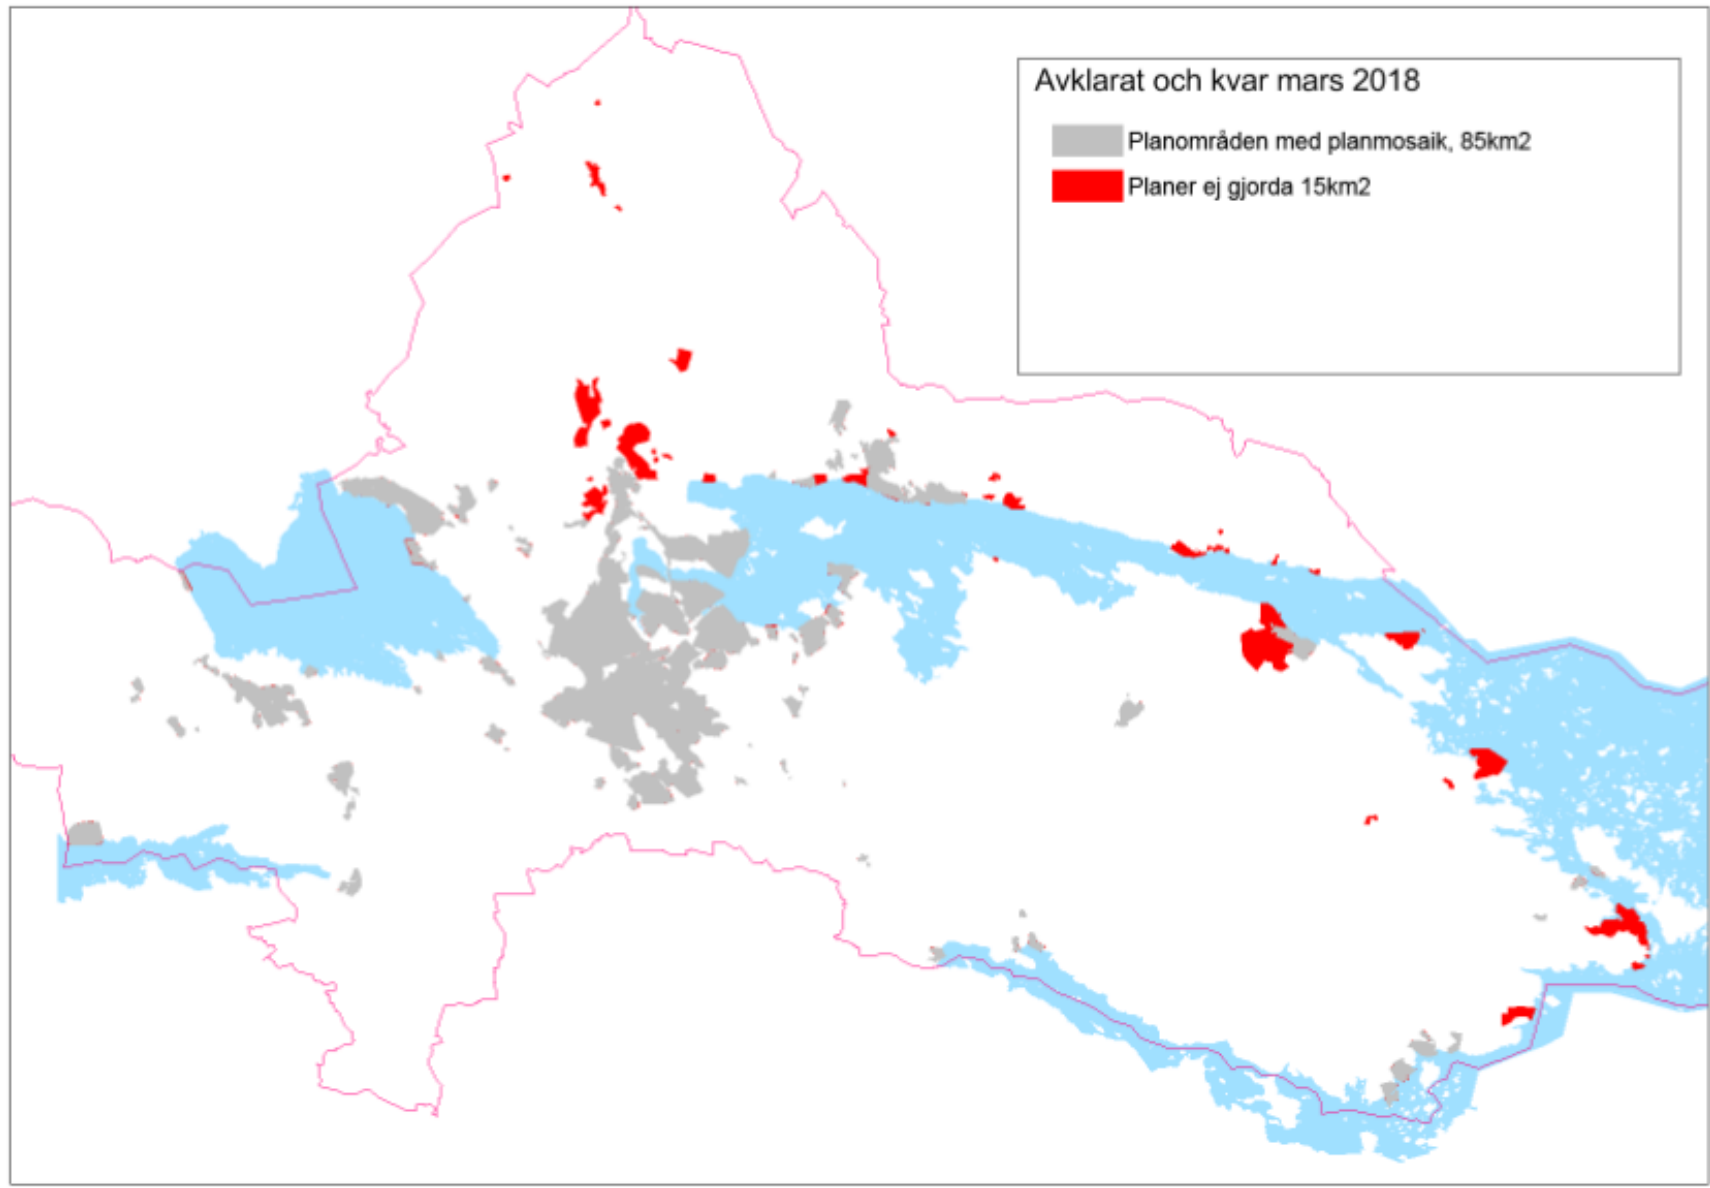 Avklarat och kvar mars 2018
Planområden med planmosaik, 85km2
Planer ej gjorda 15km2